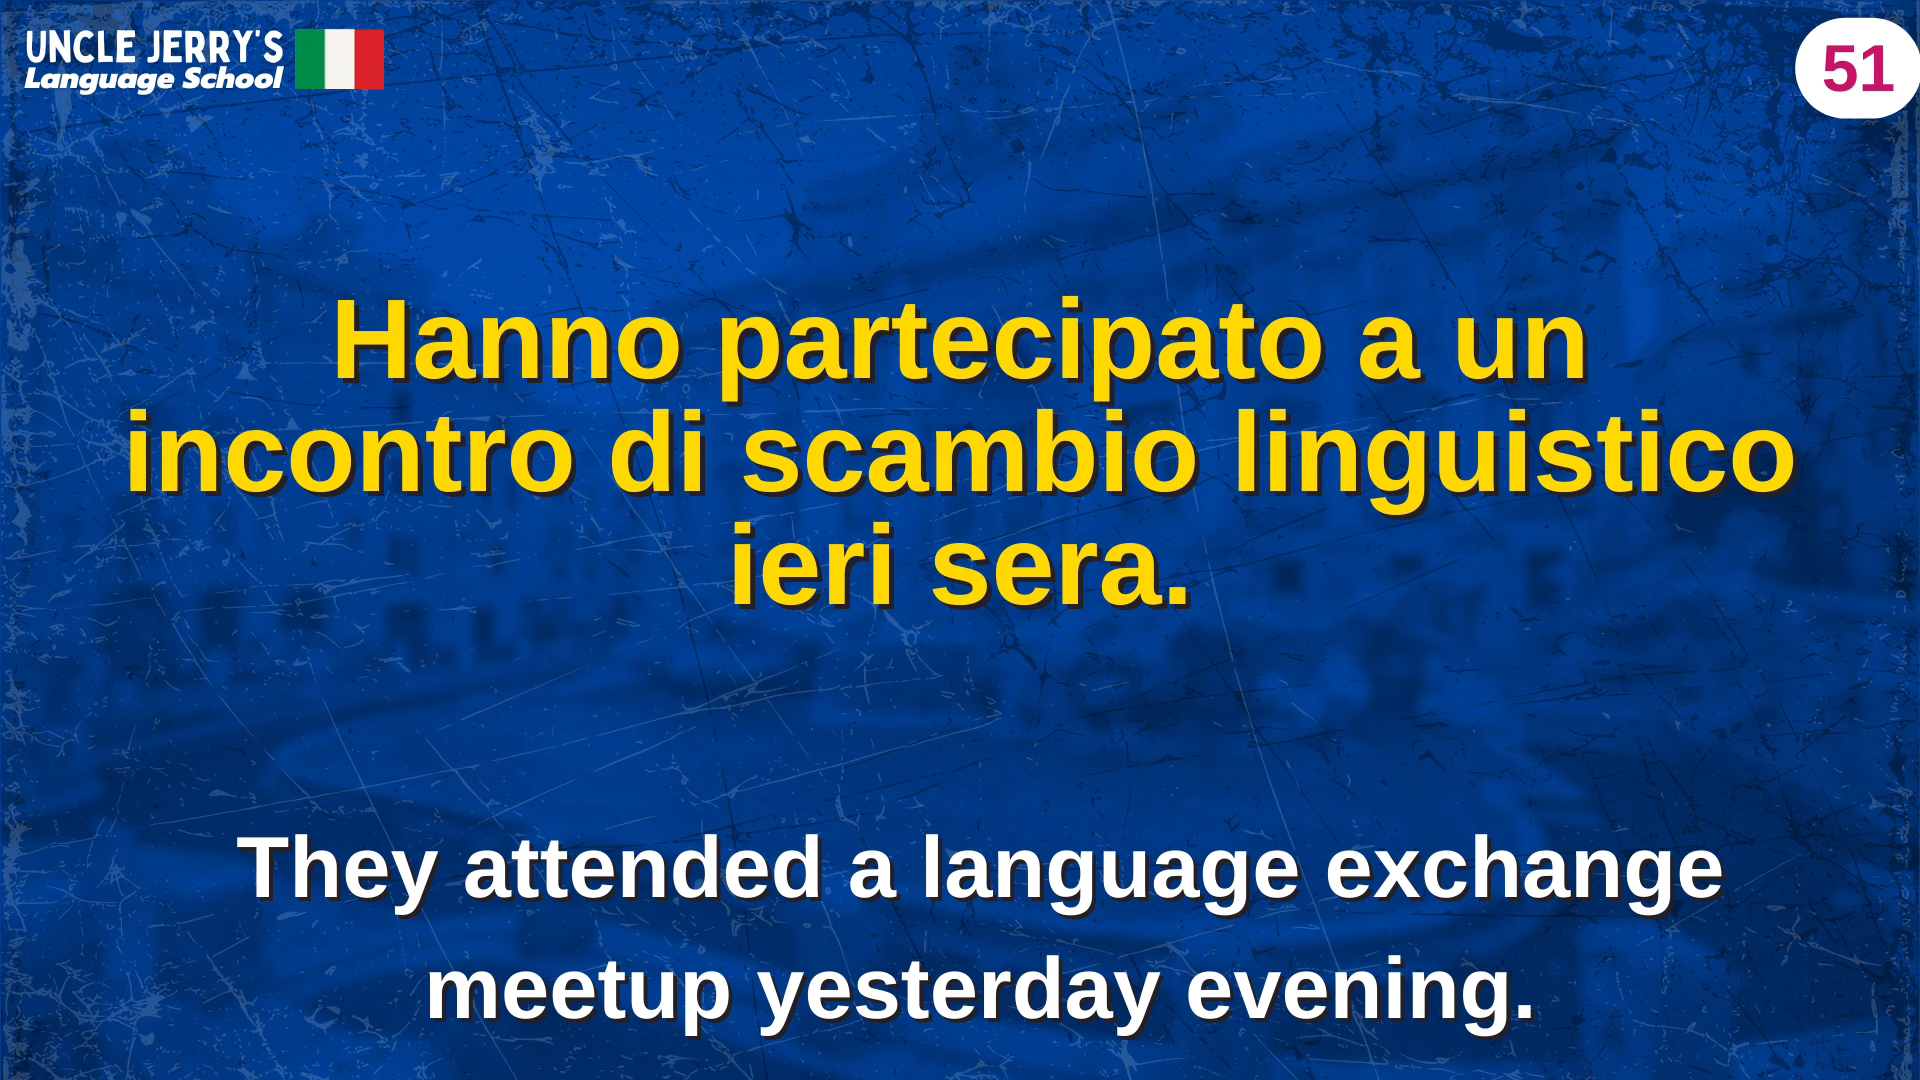 UNCLE JERRY'S
Language School
51
Hanno partecipato a un
incontro di scambio linguistico
ieri sera.
They attended a language exchange
meetup yesterday evening.